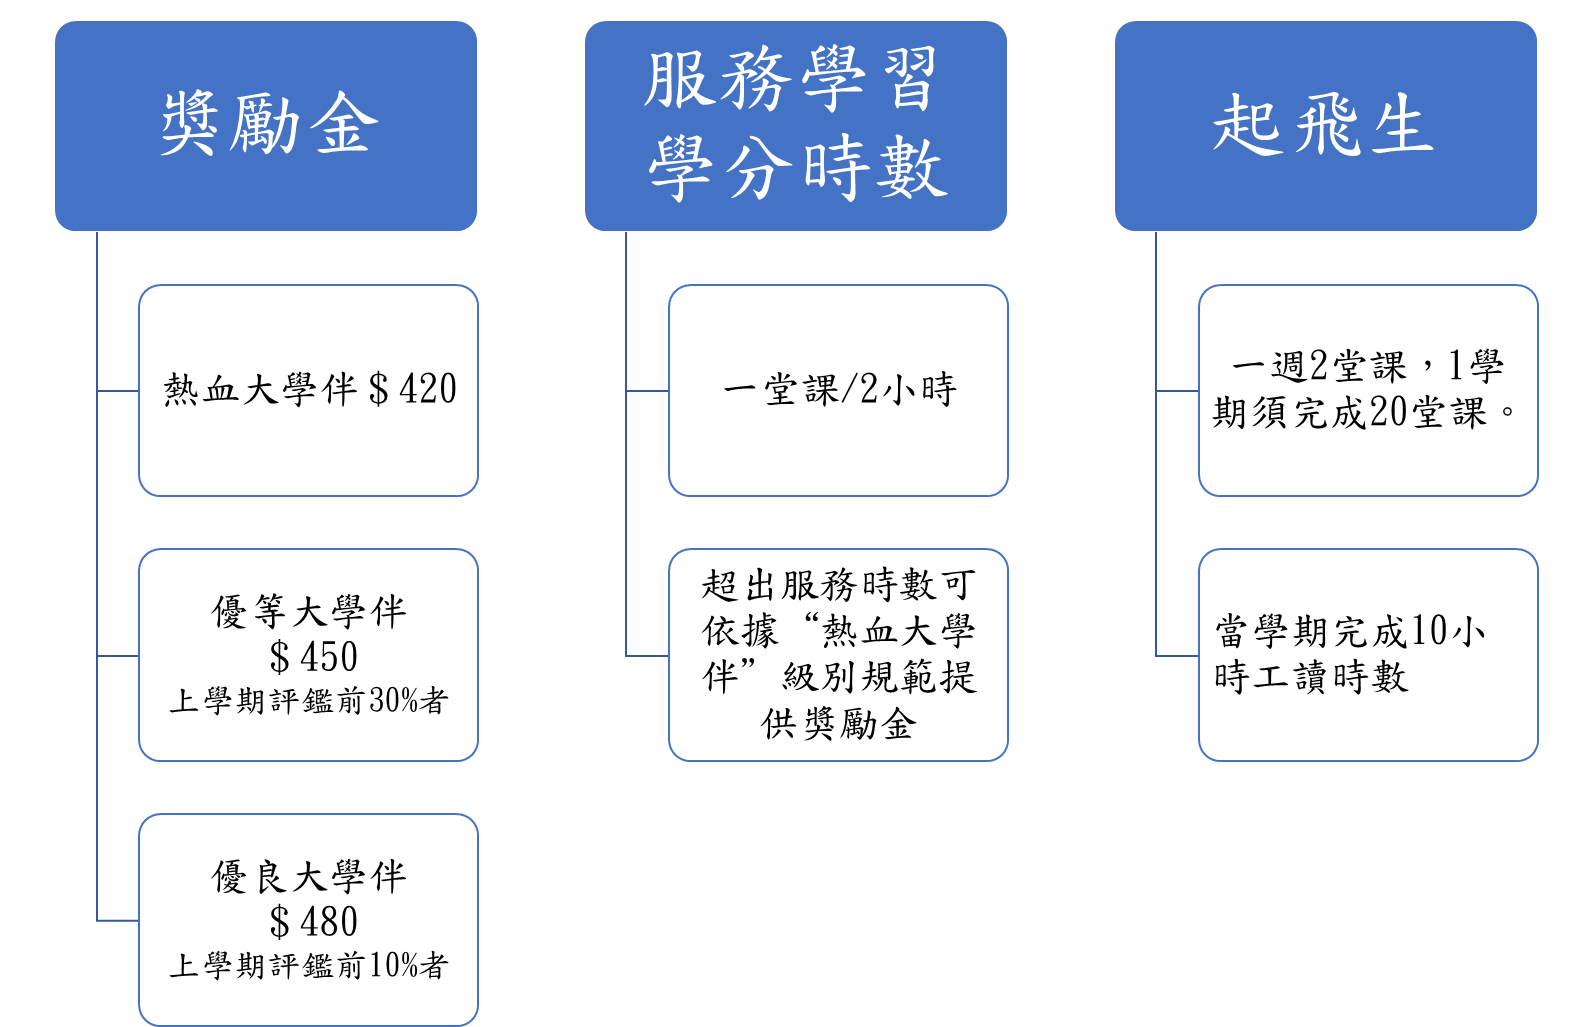 獎勵金
熱血大學伴＄420
優等大學伴
＄450
上學期評鑑前30%者
優良大學伴
＄480
上學期評鑑前10%者
服務學習
學分時數
一堂課/2小時
超出服務時數可
依據“熱血大學
伴”級別規範提
供獎勵金
起飛生
一週2堂課，1學
期須完成20堂課。
當學期完成10小
時工讀時數